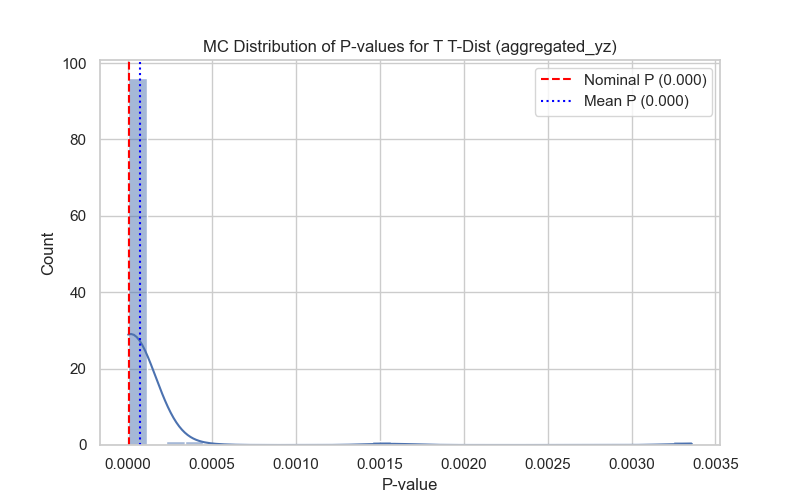 MC Distribution of P-values for T T-Dist (aggregated_yz)
100
80
60
40
20
0
Count
Nominal P (0.000)
Mean P (0.000)
0.0000 0.0005 0.0010 0.0015 0.0020 0.0025 0.0030 0.0035
P-value